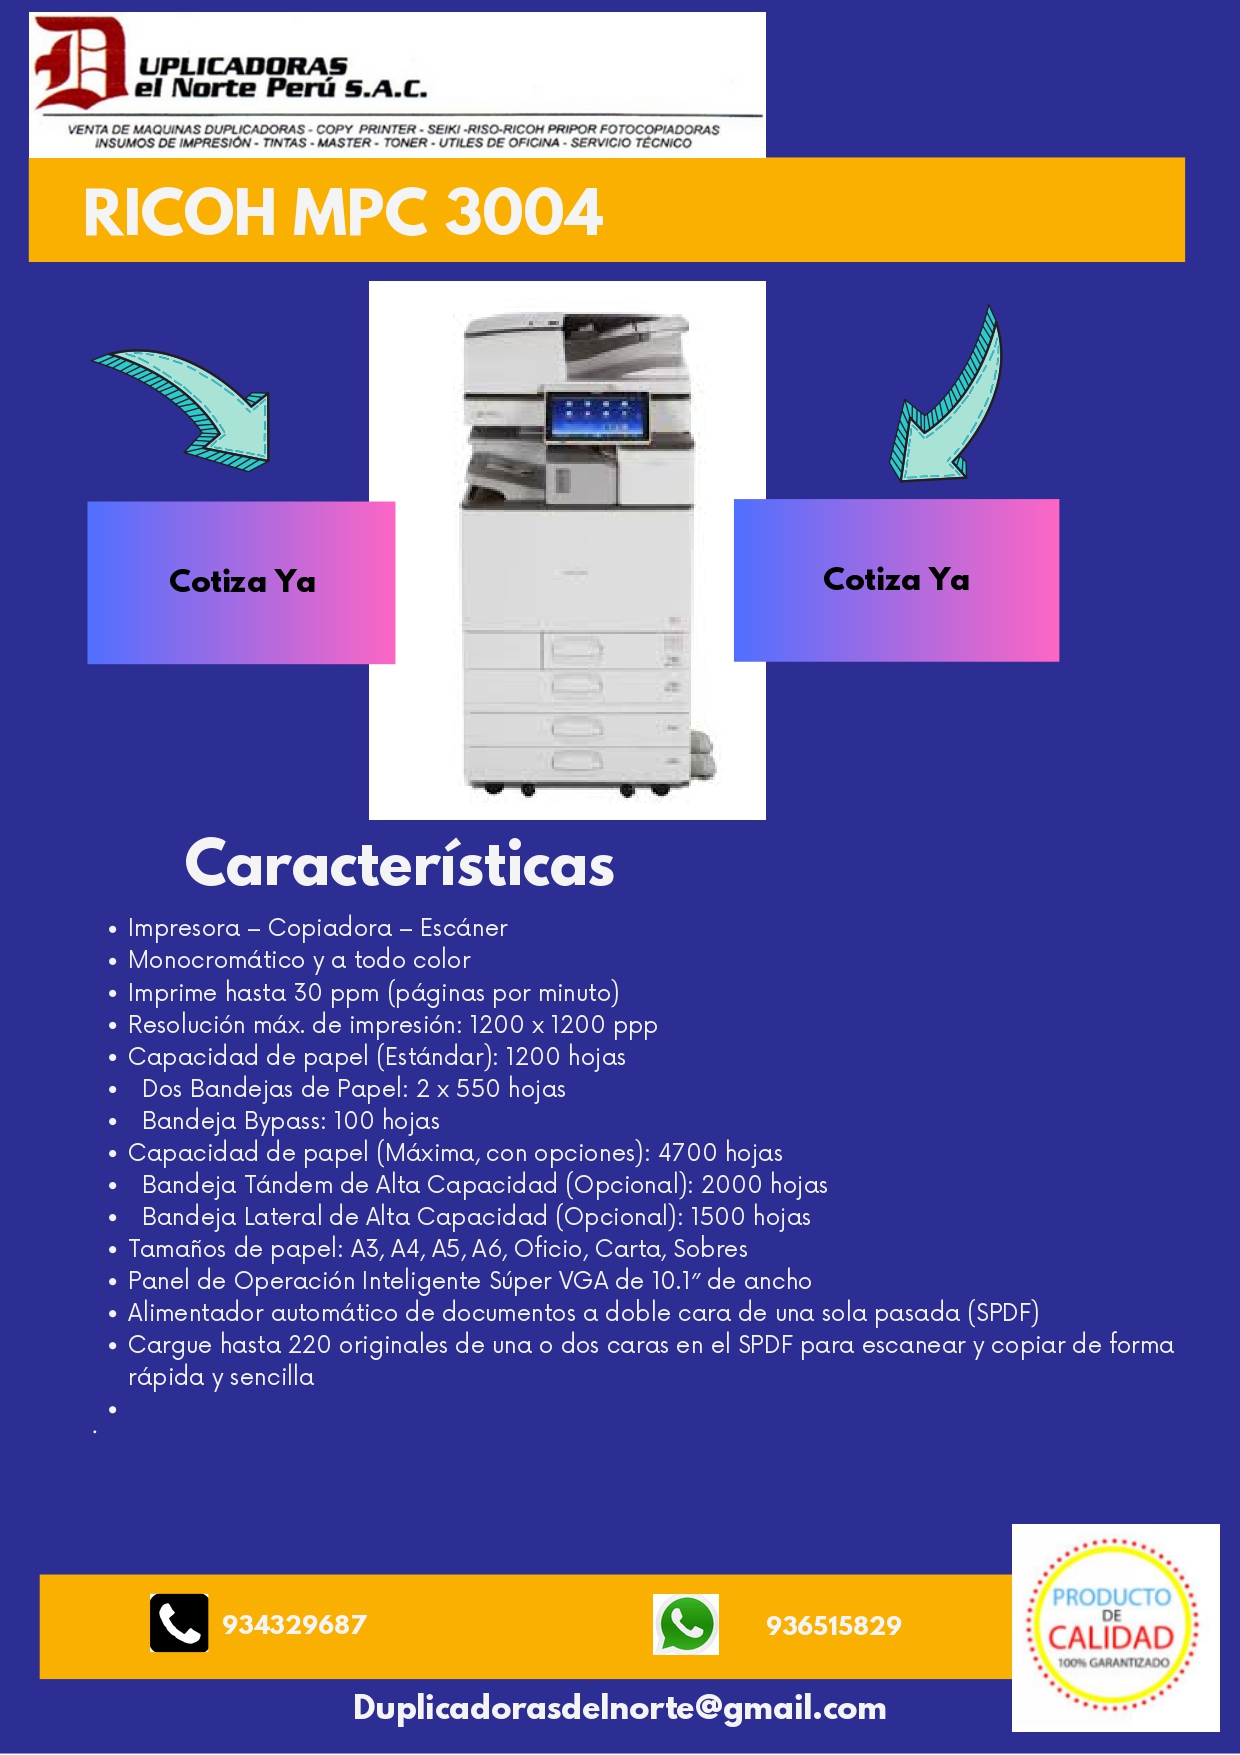 DUPLICADORAS
del Norte Perú S.A.C.
VENTA DE MAQUINAS DUPLICADORAS - COPY PRINTER - SEIKI -RISO-RICOH PRIPOR FOTOCOPIADORAS
INSUMOS DE IMPRESIÓN - TINTAS - MASTER - TONER - UTILES DE OFICINA - SERVICIO TÉCNICO
RICOH MPC 3004
Cotiza Ya
Cotiza Ya
Características
• Impresora – Copiadora – Escáner
• Monocromático y a todo color
• Imprime hasta 30 ppm (páginas por minuto)
• Resolución máx. de impresión: 1200 x 1200 ppp
• Capacidad de papel (Estándar): 1200 hojas
• Dos Bandejas de Papel: 2 x 550 hojas
• Bandeja Bypass: 100 hojas
• Capacidad de papel (Máxima, con opciones): 4700 hojas
• Bandeja Tándem de Alta Capacidad (Opcional): 2000 hojas
• Bandeja Lateral de Alta Capacidad (Opcional): 1500 hojas
• Tamaños de papel: A3, A4, A5, A6, Oficio, Carta, Sobres
• Panel de Operación Inteligente Súper VGA de 10.1″ de ancho
• Alimentador automático de documentos a doble cara de una sola pasada (SPDF)
• Cargue hasta 220 originales de una o dos caras en el SPDF para escanear y copiar de forma
rápida y sencilla
•
.
934329687
936515829
PRODUCTO
DE
CALIDAD
100% GARANTIZADO
Duplicadorasdelnorte@gmail.com